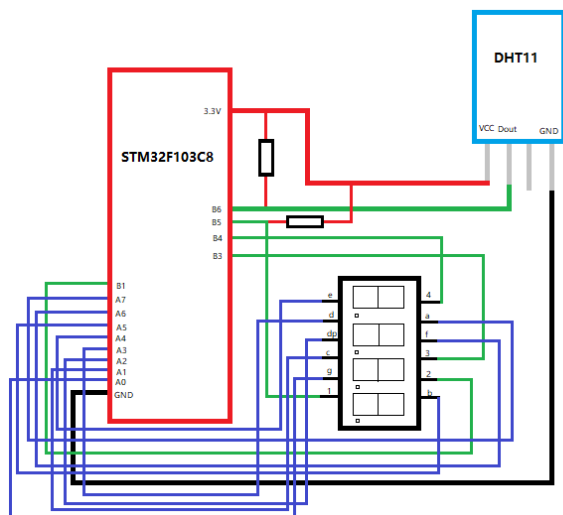 DHT11
VCC Dout GND
3.3V
STM32F103C8
B6
B5
B4
B3
B1
A7
A6
A5
A4
A3
A2
A1
A0
GND
e 4
d a
dp f
c 3
g 2
1 b